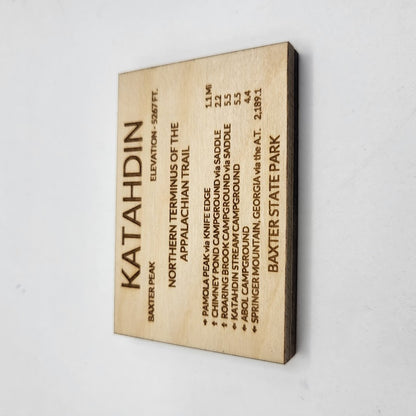 KATAHDIN
BAXTER PEAK ELEVATION - 5267 FT.
NORTHERN TERMINUS OF THE
APPALACHIAN TRAIL
→ PAMOLA PEAK via KNIFE EDGE 1.1 Mi
↑ CHIMNEY POND CAMPGROUND via SADDLE 2.2
↑ ROARING BROOK CAMPGROUND via SADDLE 5.5
← KATAHDIN STREAM CAMPGROUND 5.5
← ABOL CAMPGROUND 4.4
← SPRINGER MOUNTAIN, GEORGIA via the A.T. 2,189.1
BAXTER STATE PARK